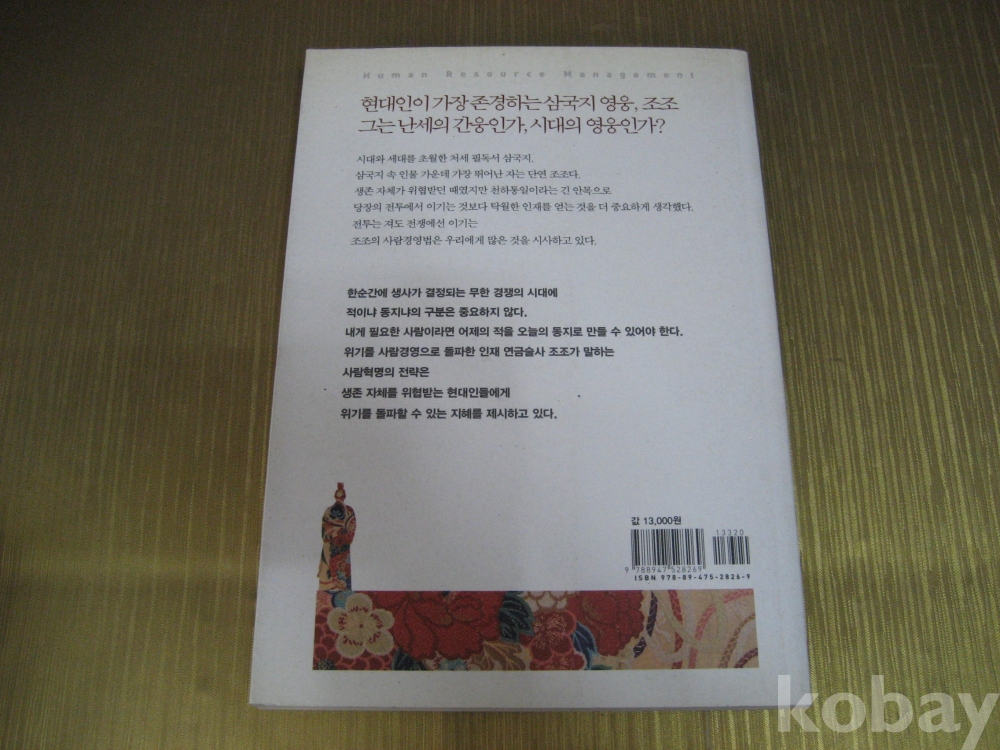 Human Resource Management
현대인이 가장 존경하는 삼국지 영웅, 조조
그는 난세의 간웅인가, 시대의 영웅인가?
시대와 세대를 초월한 처세 필독서 삼국지.
삼국지 속 인물 가운데 가장 뛰어난 자는 단연 조조다.
생존 자체가 위협받던 때였지만 천하통일이라는 긴 안목으로
당장의 전투에서 이기는 것보다 탁월한 인재를 얻는 것을 더 중요하게 생각했다.
전투는 져도 전쟁에선 이기는
조조의 사람경영법은 우리에게 많은 것을 시사하고 있다.
한순간에 생사가 결정되는 무한 경쟁의 시대에
적이냐 동지냐의 구분은 중요하지 않다.
내게 필요한 사람이라면 어제의 적을 오늘의 동지로 만들 수 있어야 한다.
위기를 사람경영으로 돌파한 인재 연금술사 조조가 말하는
사람혁명의 전략은
생존 자체를 위협받는 현대인들에게
위기를 돌파할 수 있는 지혜를 제시하고 있다.
값 13,000원
13320
9 788947 528269
ISBN 978-89-475-2826-9
kobay